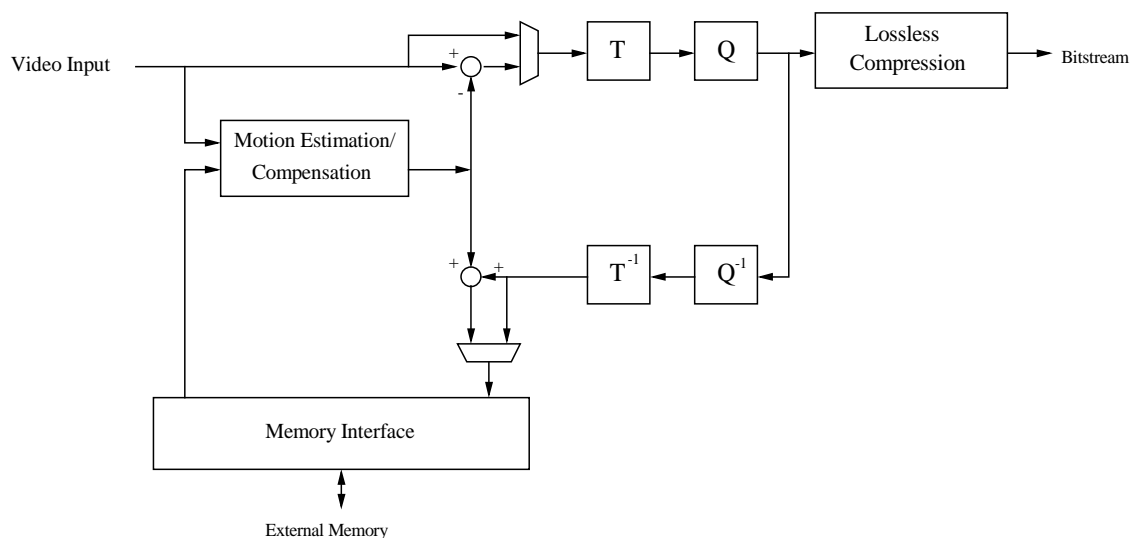 Lossless
Compression
Video Input
+
T
Q
Bitstream
-
Motion Estimation/
Compensation
+
+
T-1
Q-1
Memory Interface
External Memory